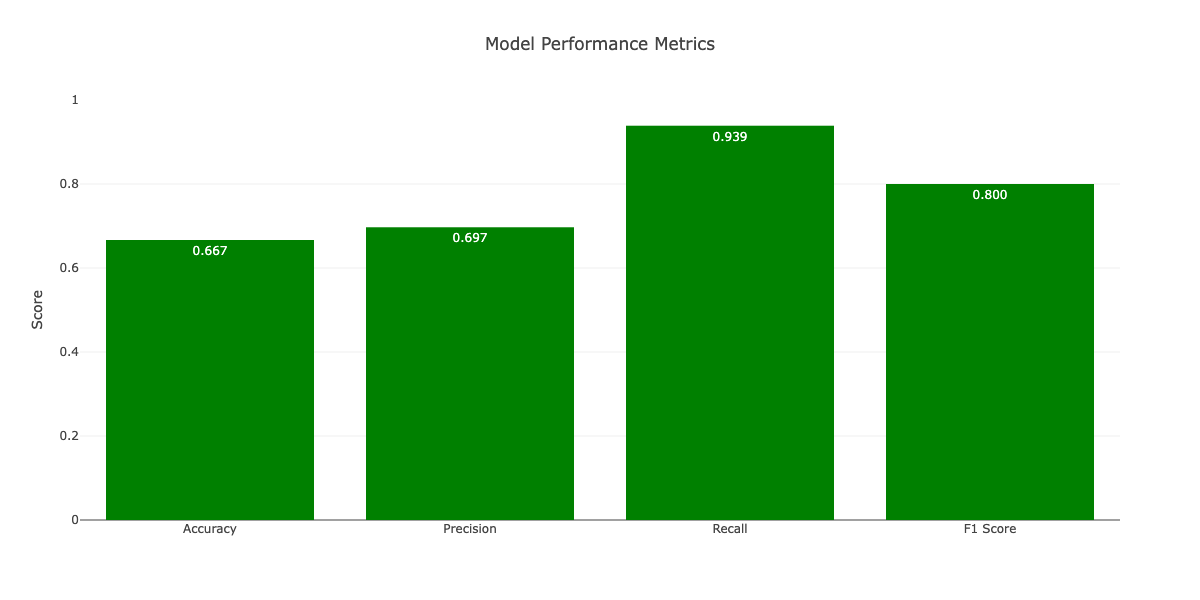 Model Performance Metrics
1
0.8
0.6
0.4
0.2
0
Score
0.667
0.697
0.939
0.800
Accuracy
Precision
Recall
F1 Score